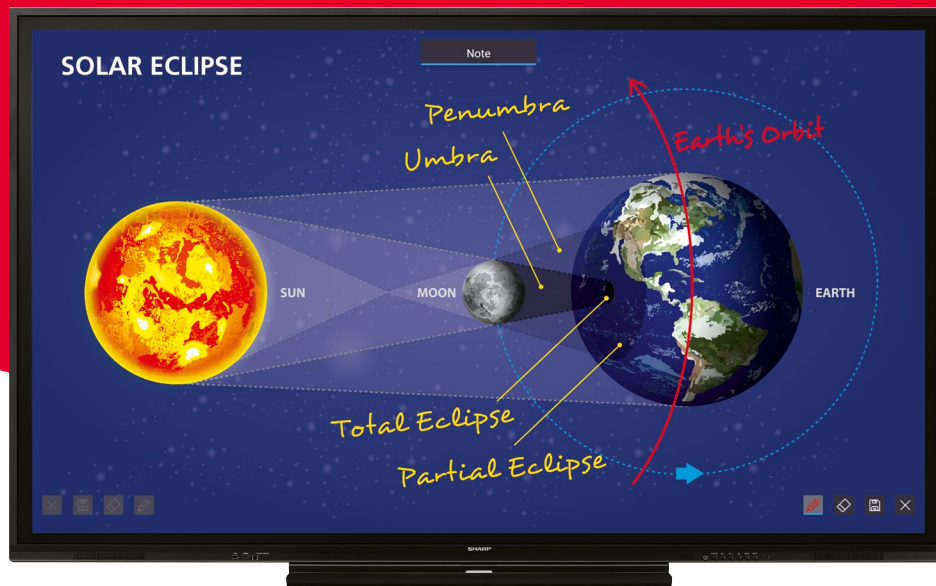 Note
SOLAR ECLIPSE
Penumbra
Earth's Orbit
Umbra
SUN
MOON
EARTH
Total Eclipse
Partial Eclipse
SHARP